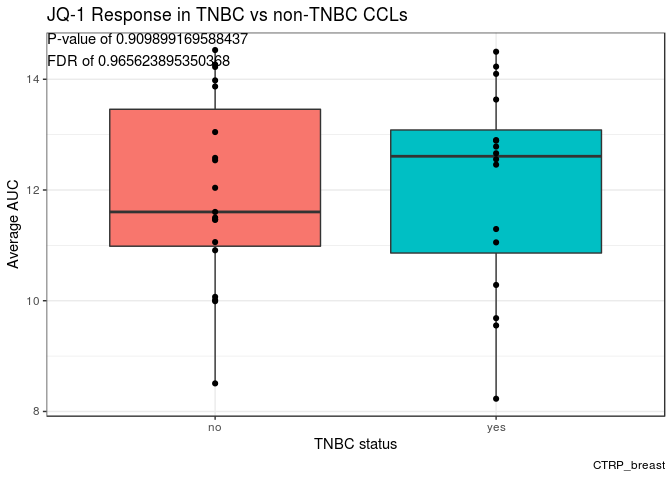 JQ-1 Response in TNBC vs non-TNBC CCLs
P-value of 0.909899169588437
FDR of 0.965623895350368
14
12
10
8
Average AUC
no
yes
TNBC status
CTRP_breast